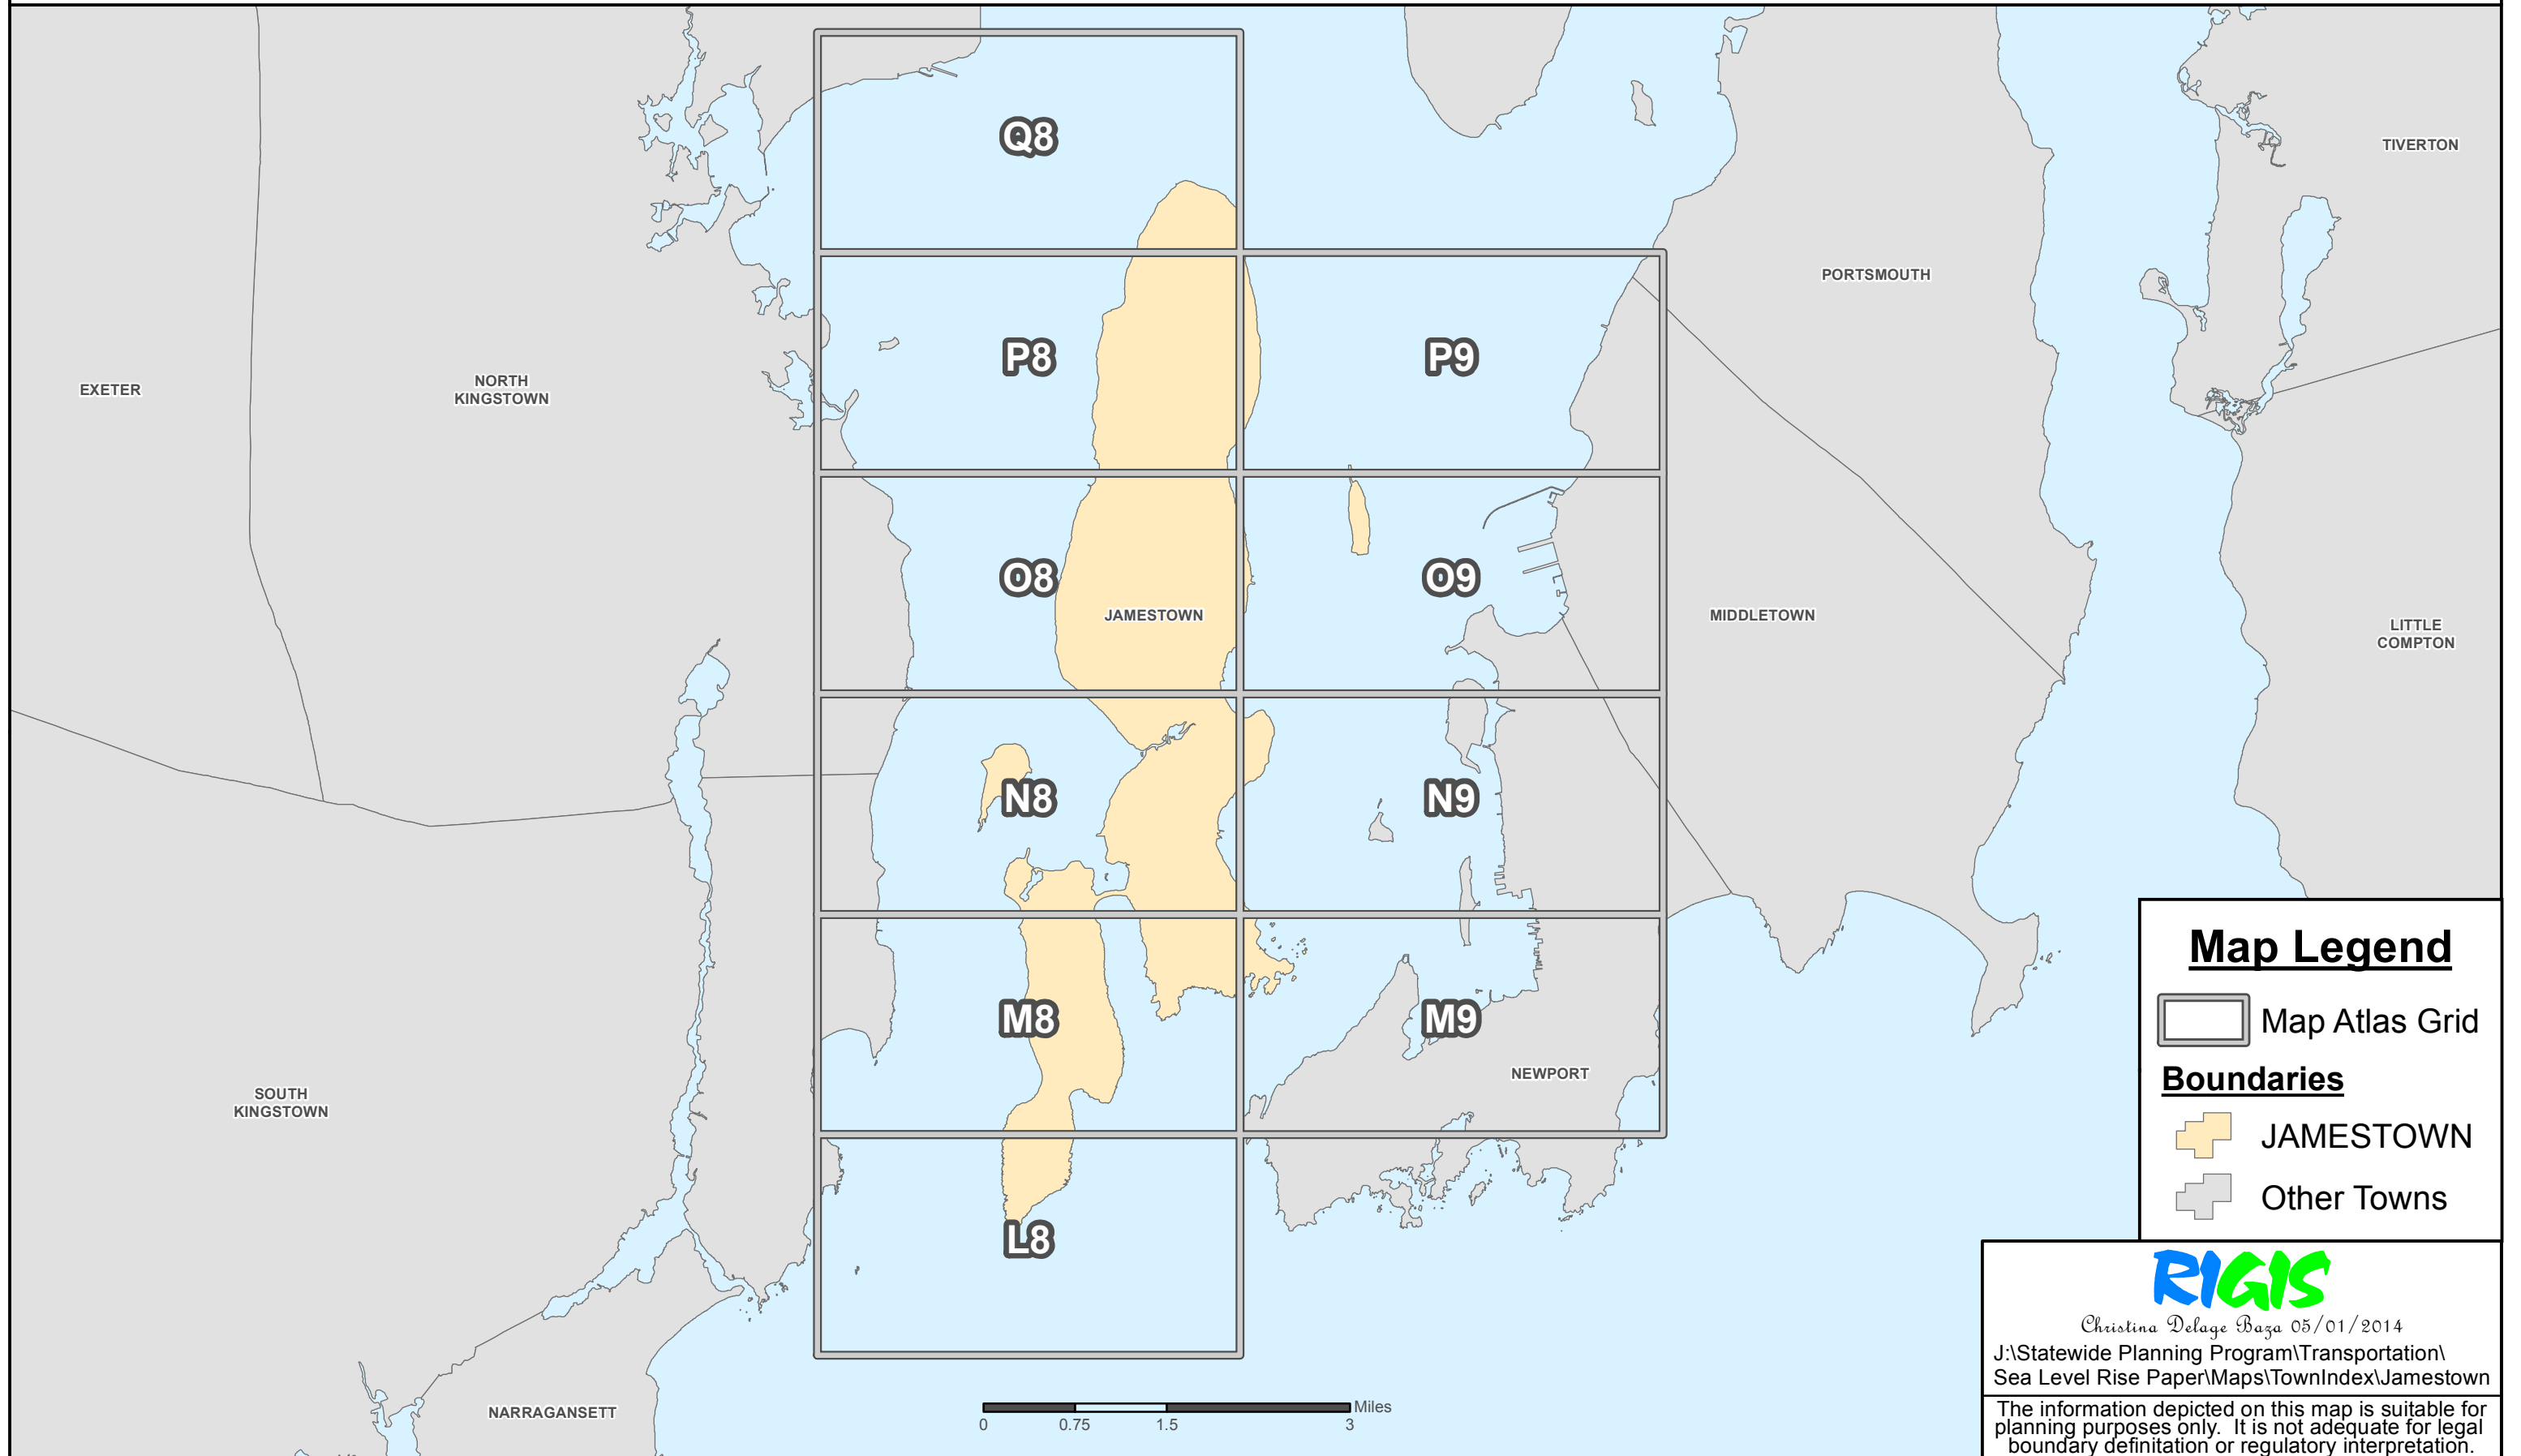 Q8
TIVERTON
PORTSMOUTH
P8
P9
EXETER
NORTH
KINGSTOWN
O8
O9
JAMESTOWN
MIDDLETOWN
LITTLE
COMPTON
N8
N9
M8
M9
NEWPORT
SOUTH
KINGSTOWN
L8
NARRAGANSETT
Miles
0 0.75 1.5 3
Map Legend
Map Atlas Grid
Boundaries
JAMESTOWN
Other Towns
RIGIS
Christina Delage Baza 05/01/2014
J:\Statewide Planning Program\Transportation\
Sea Level Rise Paper\Maps\TownIndex\Jamestown
The information depicted on this map is suitable for
planning purposes only. It is not adequate for legal
boundary definitation or regulatory interpretation.